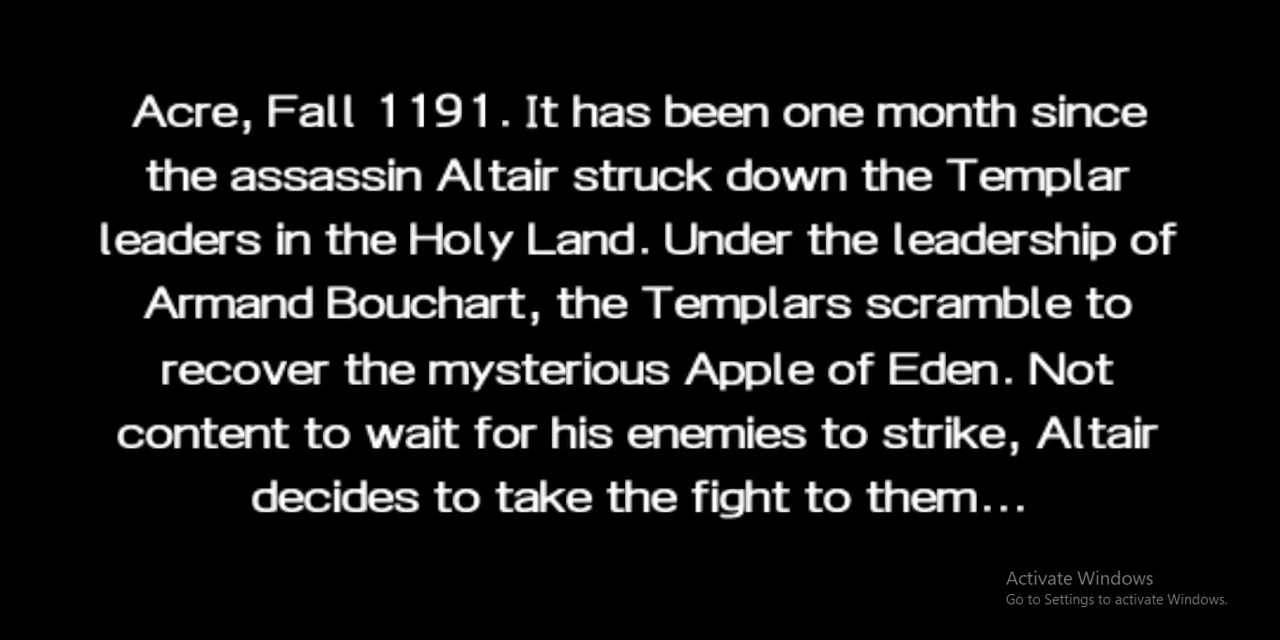 Acre, Fall 1191. It has been one month since
the assassin Altair struck down the Templar
leaders in the Holy Land. Under the leadership of
Armand Bouchart, the Templars scramble to
recover the mysterious Apple of Eden. Not
content to wait for his enemies to strike, Altair
decides to take the fight to them...
Activate Windows
Go to Settings to activate Windows.